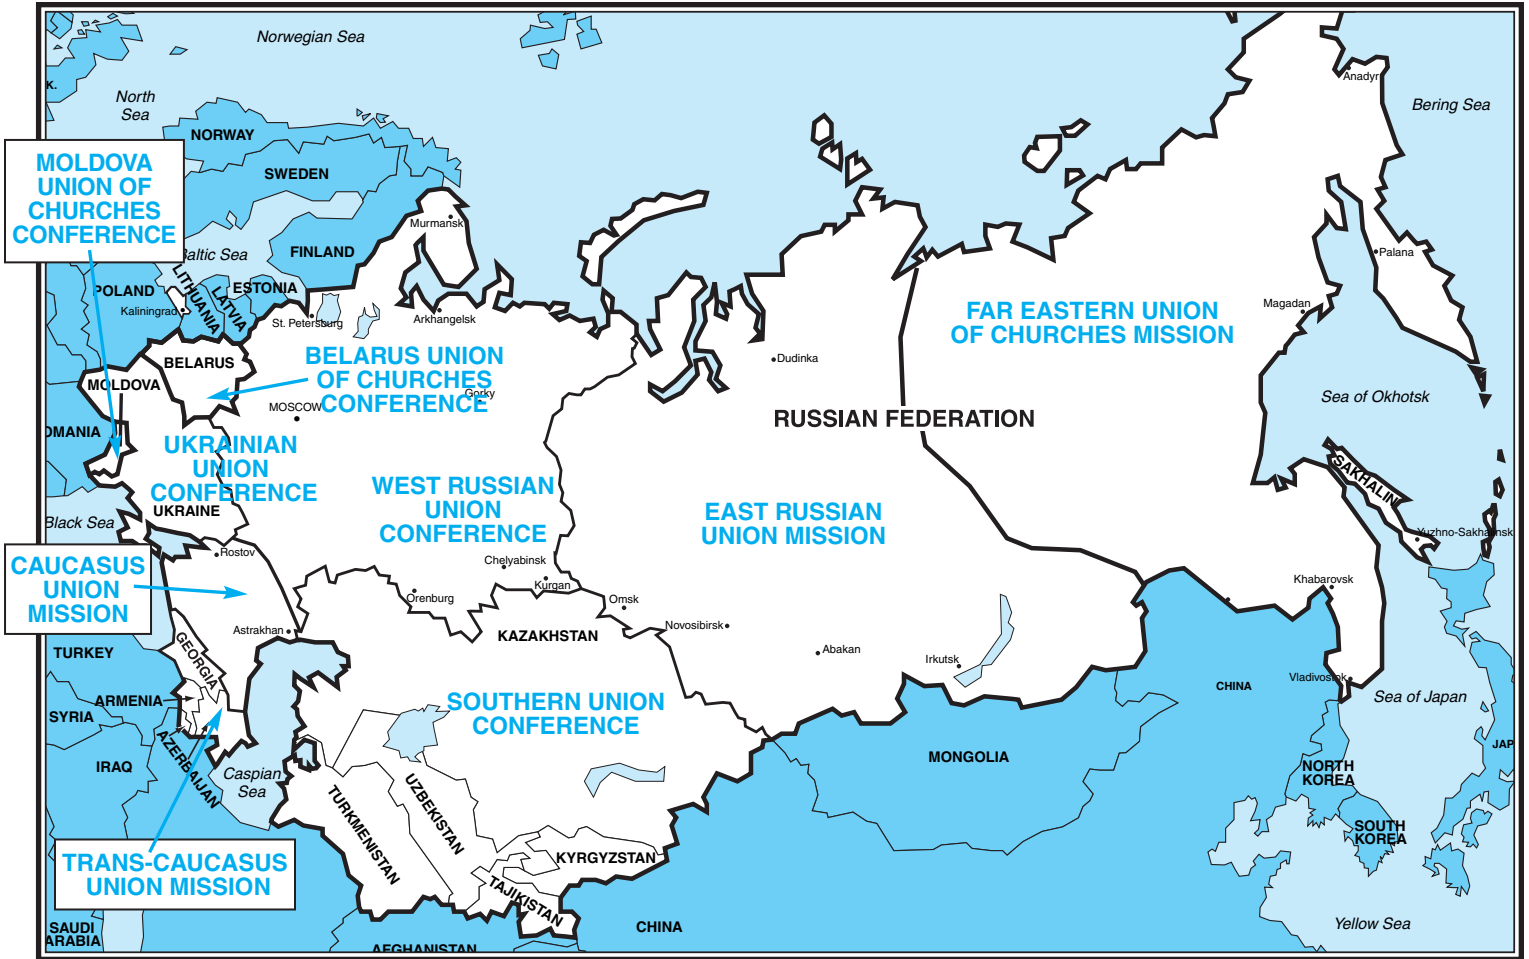 Norwegian Sea
North
Sea
K.
NORWAY
SWEDEN
FINLAND
Baltic Sea
MOLDOVA
UNION OF
CHURCHES
CONFERENCE
POLAND
LITHUANIA
LATVIA
ESTONIA
Kaliningrad
St. Petersburg
Murmansk
Arkhangelsk
Anadyr
Bering Sea
Palana
Magadan
FAR EASTERN UNION
OF CHURCHES MISSION
Dudinka
BELARUS
MOLDOVA
BELARUS UNION
OF CHURCHES
CONFERENCE
Gorky
MOSCOW
RUSSIAN FEDERATION
Sea of Okhotsk
OMANIA
UKRAINIAN
UNION
CONFERENCE
UKRAINE
WEST RUSSIAN
UNION
CONFERENCE
EAST RUSSIAN
UNION MISSION
SAKHALIN
Yuzhno-Sakhalinsk
Black Sea
Rostov
CAUCASUS
UNION
MISSION
Chelyabinsk
Kurgan
Orenburg
Omsk
Novosibirsk
Abakan
Irkutsk
Khabarovsk
Vladivostok
Astrakhan
KAZAKHSTAN
TURKEY
GEORGIA
ARMENIA
SYRIA
AZERBAIJAN
IRAQ
Caspian
Sea
SOUTHERN UNION
CONFERENCE
MONGOLIA
CHINA
Sea of Japan
JAP
NORTH
KOREA
SOUTH
KOREA
TURKMENISTAN
UZBEKISTAN
KYRGYZSTAN
TAJIKISTAN
TRANS-CAUCASUS
UNION MISSION
SAUDI
ARABIA
AFGHANISTAN
CHINA
Yellow Sea